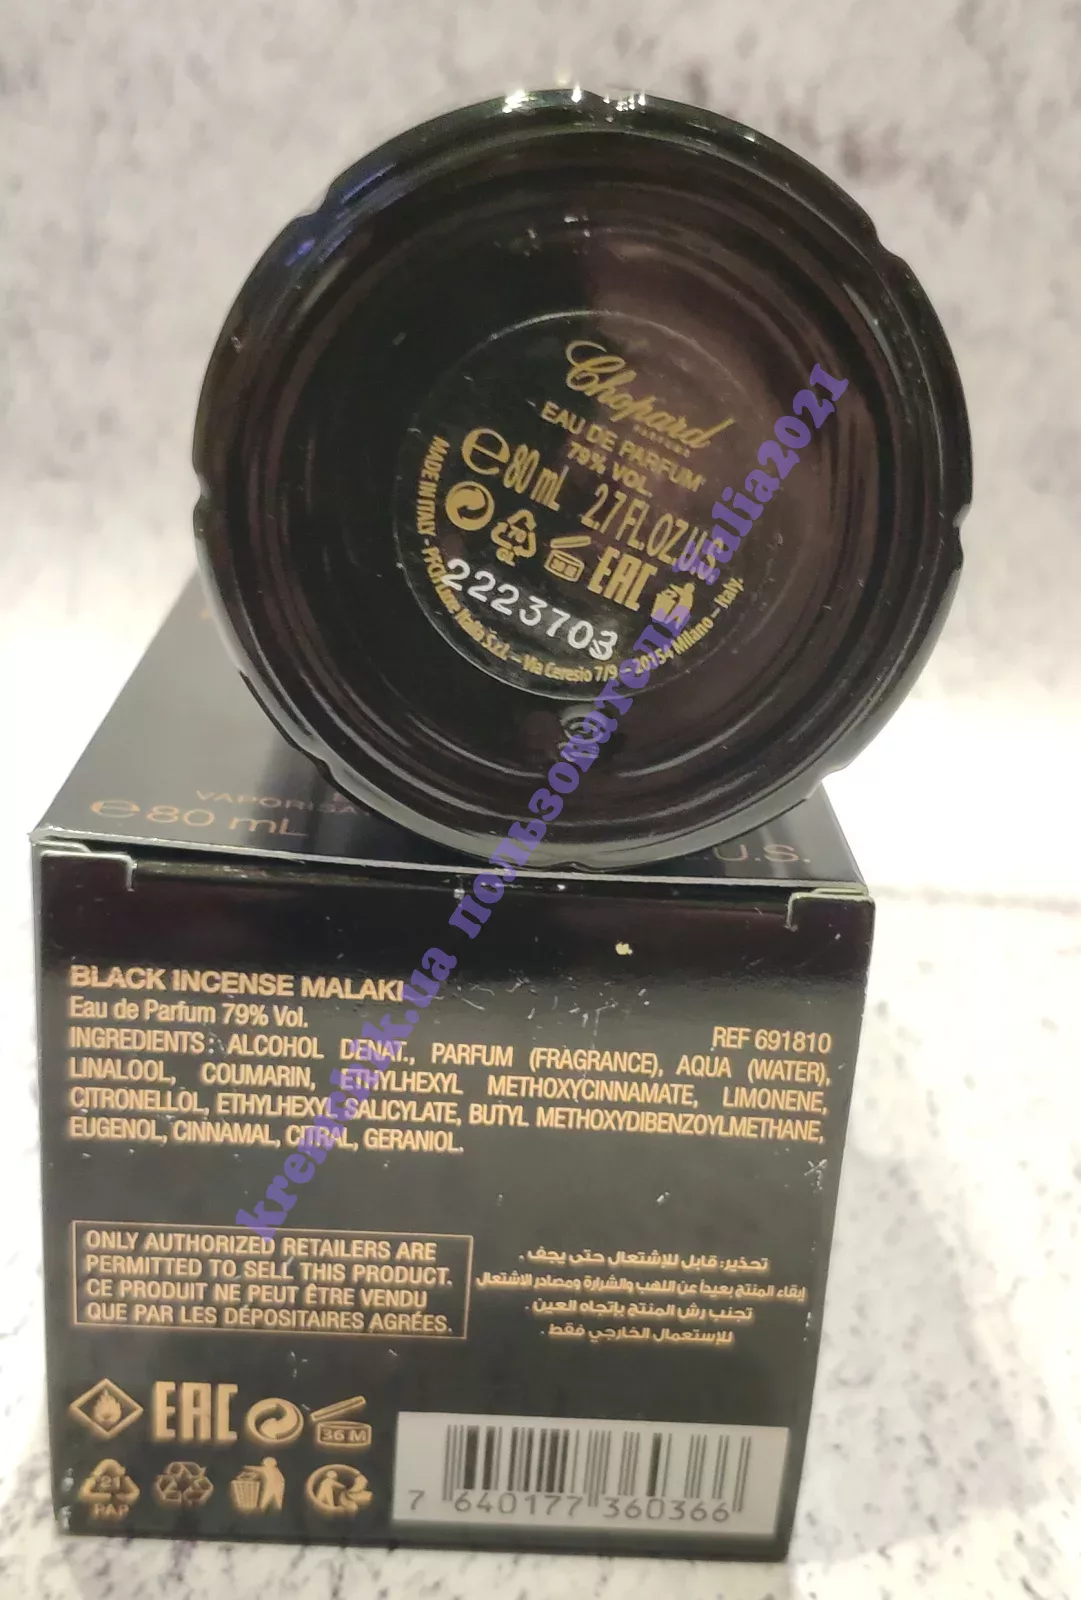 Chopard
PARFUMS
EAU DE PARFUM
79% VOL.
e 80 mL 2.7 FL.OZ.U.S.
70
GL
EAC
2223703
MADE IN ITALY - Italia S.r.l. – Via Ceresio 7/9 – 20154 Milano – Italy.
e 80 mL U.S.
BLACK INCENSE MALAKI
Eau de Parfum 79% Vol.
REF 691810
INGREDIENTS: ALCOHOL DENAT., PARFUM (FRAGRANCE), AQUA (WATER),
LINALOOL, COUMARIN, ETHYLHEXYL METHOXYCINNAMATE, LIMONENE,
CITRONELLOL, ETHYLHEXYL SALICYLATE, BUTYL METHOXYDIBENZOYLMETHANE,
EUGENOL, CINNAMAL, CITRAL, GERANIOL.
ONLY AUTHORIZED RETAILERS ARE
PERMITTED TO SELL THIS PRODUCT.
CE PRODUIT NE PEUT ÊTRE VENDU
QUE PAR LES DÉPOSITAIRES AGRÉÉS.
تحذير: قابل للإشتعال حتى يجف.
إبقاء المنتج بعيداً عن اللهب والشرارة ومصادر الاشتعال
تجنب رش المنتج بإتجاه العين.
للإستعمال الخارجي فقط.
EAC
36 M
21
PAP
7 640177 360366
kremchik.ua пользователь ulia2021